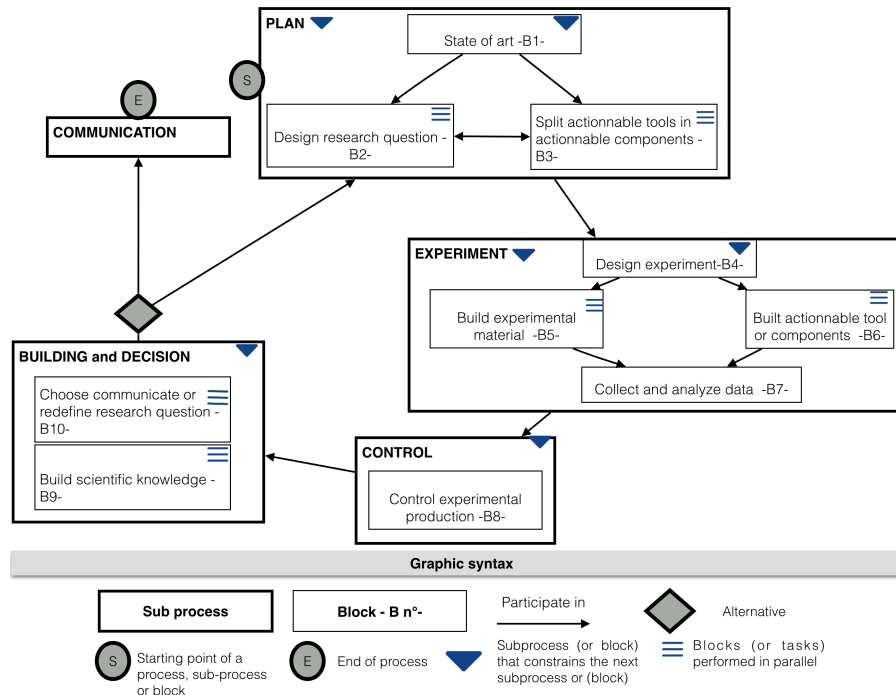 PLAN
State of art -B1-
S
E
Design research question -
B2-
Split actionnable tools in
actionnable components -
B3-
COMMUNICATION
EXPERIMENT
Design experiment-B4-
Build experimental
material -B5-
Built actionnable tool
or components -B6-
Collect and analyze data -B7-
BUILDING and DECISION
Choose communicate or
redefine research question -
B10-
Build scientific knowledge -
B9-
CONTROL
Control experimental
production -B8-
Graphic syntax
Sub process
Block - B n°-
Participate in
Alternative
S
Starting point of a
process, sub-process
or block
E
End of process
Subprocess (or block)
that constrains the next
subprocess or (block)
Blocks (or tasks)
performed in parallel